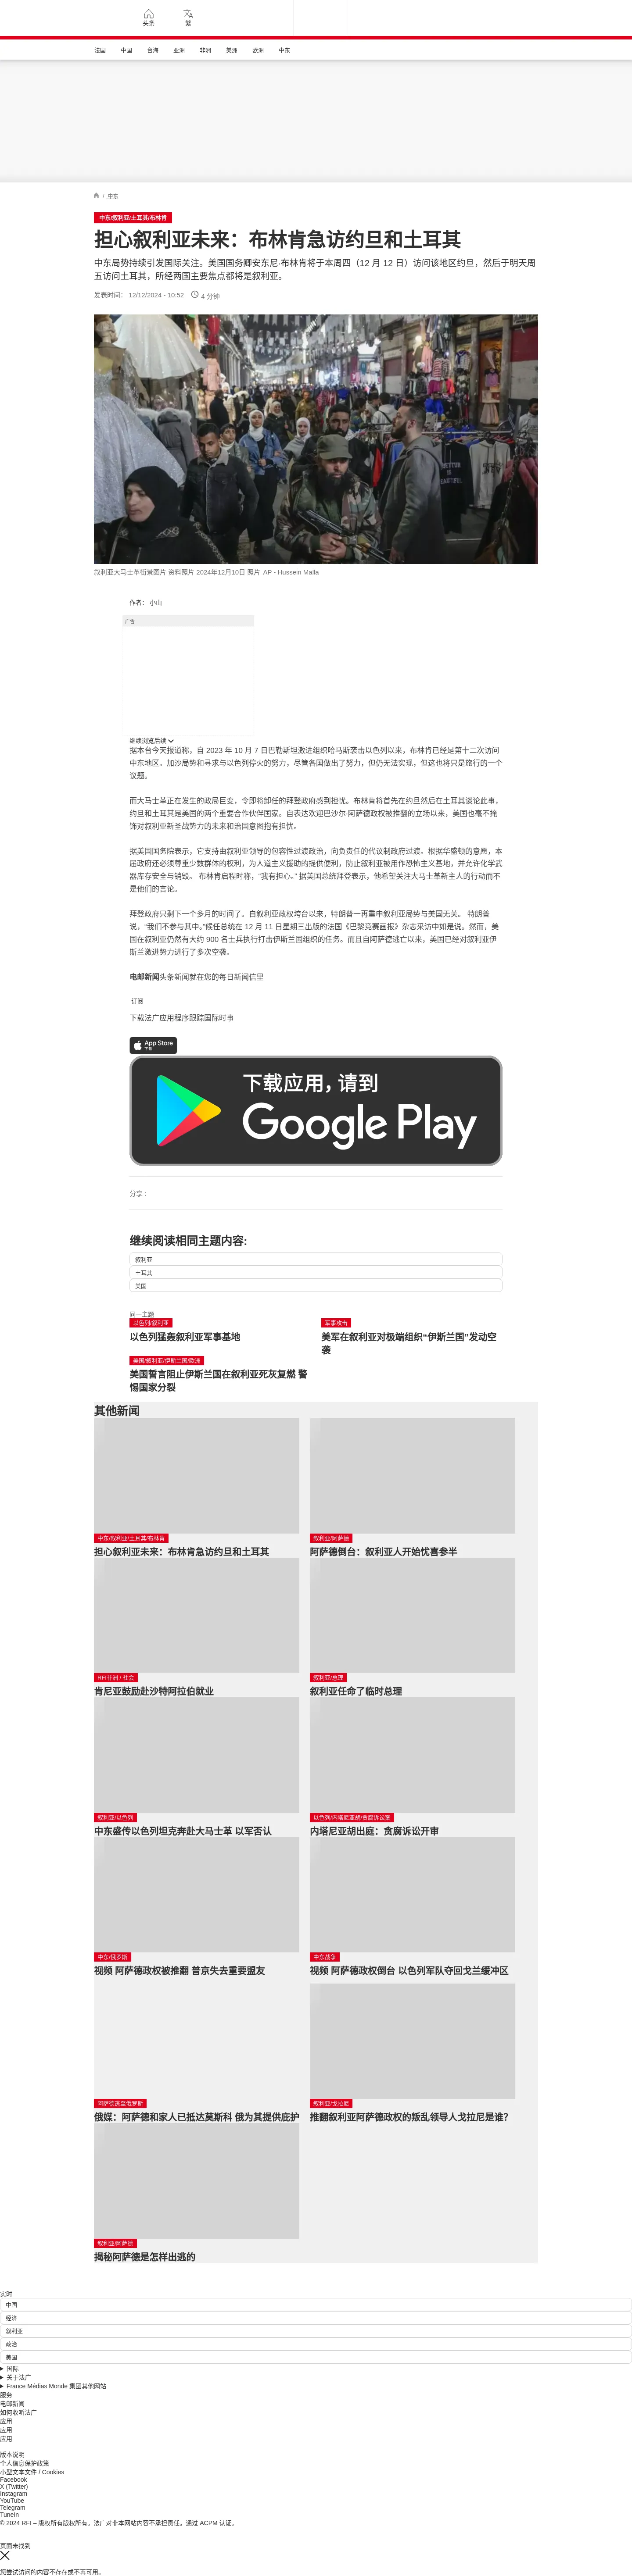 头条
繁
法国
中国
台海
亚洲
非洲
美洲
欧洲
中东
/ 中东
中东/叙利亚/土耳其/布林肯
担心叙利亚未来：布林肯急访约旦和土耳其
中东局势持续引发国际关注。美国国务卿安东尼·布林肯将于本周四（12 月 12 日）访问该地区约旦，然后于明天周
五访问土耳其，所经两国主要焦点都将是叙利亚。
发表时间： 12/12/2024 - 10:52 4 分钟
叙利亚大马士革街景图片 资料照片 2024年12月10日 照片 AP - Hussein Malla
作者： 小山
广告
继续浏览后续
据本台今天报道称，自 2023 年 10 月 7 日巴勒斯坦激进组织哈马斯袭击以色列以来，布林肯已经是第十二次访问
中东地区。加沙局势和寻求与以色列停火的努力，尽管各国做出了努力，但仍无法实现，但这也将只是旅行的一个
议题。
而大马士革正在发生的政局巨变，令即将卸任的拜登政府感到担忧。布林肯将首先在约旦然后在土耳其谈论此事，
约旦和土耳其是美国的两个重要合作伙伴国家。自表达欢迎巴沙尔·阿萨德政权被推翻的立场以来，美国也毫不掩
饰对叙利亚新圣战势力的未来和治国意图抱有担忧。
据美国国务院表示，它支持由叙利亚领导的包容性过渡政治，向负责任的代议制政府过渡。根据华盛顿的意愿，本
届政府还必须尊重少数群体的权利，为人道主义援助的提供便利，防止叙利亚被用作恐怖主义基地，并允许化学武
器库存安全与销毁。 布林肯启程时称，“我有担心。” 据美国总统拜登表示，他希望关注大马士革新主人的行动而不
是他们的言论。
拜登政府只剩下一个多月的时间了。自叙利亚政权垮台以来，特朗普一再重申叙利亚局势与美国无关。 特朗普
说，“我们不参与其中。”候任总统在 12 月 11 日星期三出版的法国《巴黎竞赛画报》杂志采访中如是说。然而，美
国在叙利亚仍然有大约 900 名士兵执行打击伊斯兰国组织的任务。而且自阿萨德逃亡以来，美国已经对叙利亚伊
斯兰激进势力进行了多次空袭。
电邮新闻头条新闻就在您的每日新闻信里
订阅
下载法广应用程序跟踪国际时事
App Store
下载
下载应用，请到
Google Play
分享 :
继续阅读相同主题内容:
叙利亚
土耳其
美国
同一主题
以色列/叙利亚
以色列猛轰叙利亚军事基地
军事攻击
美军在叙利亚对极端组织“伊斯兰国”发动空
袭
美国/叙利亚/伊斯兰国/欧洲
美国誓言阻止伊斯兰国在叙利亚死灰复燃 警
惕国家分裂
其他新闻
中东/叙利亚/土耳其/布林肯
担心叙利亚未来：布林肯急访约旦和土耳其
叙利亚/阿萨德
阿萨德倒台：叙利亚人开始忧喜参半
RFI亚洲 / 社会
肯尼亚鼓励赴沙特阿拉伯就业
叙利亚/总理
叙利亚任命了临时总理
叙利亚/以色列
中东盛传以色列坦克奔赴大马士革 以军否认
以色列/内塔尼亚胡/贪腐诉讼案
内塔尼亚胡出庭：贪腐诉讼开审
中东/俄罗斯
视频 阿萨德政权被推翻 普京失去重要盟友
中东战争
视频 阿萨德政权倒台 以色列军队夺回戈兰缓冲区
阿萨德逃至俄罗斯
俄媒：阿萨德和家人已抵达莫斯科 俄为其提供庇护
叙利亚/戈拉尼
推翻叙利亚阿萨德政权的叛乱领导人戈拉尼是谁?
叙利亚/阿萨德
揭秘阿萨德是怎样出逃的
实时
中国
经济
叙利亚
政治
美国
国际
关于法广
France Médias Monde 集团其他网站
服务
电邮新闻
如何收听法广
应用
应用
应用
版本说明
个人信息保护政策
小型文本文件 / Cookies
Facebook
X (Twitter)
Instagram
YouTube
Telegram
TuneIn
© 2024 RFI – 版权所有版权所有。法广对非本网站内容不承担责任。通过 ACPM 认证。
页面未找到
您尝试访问的内容不存在或不再可用。